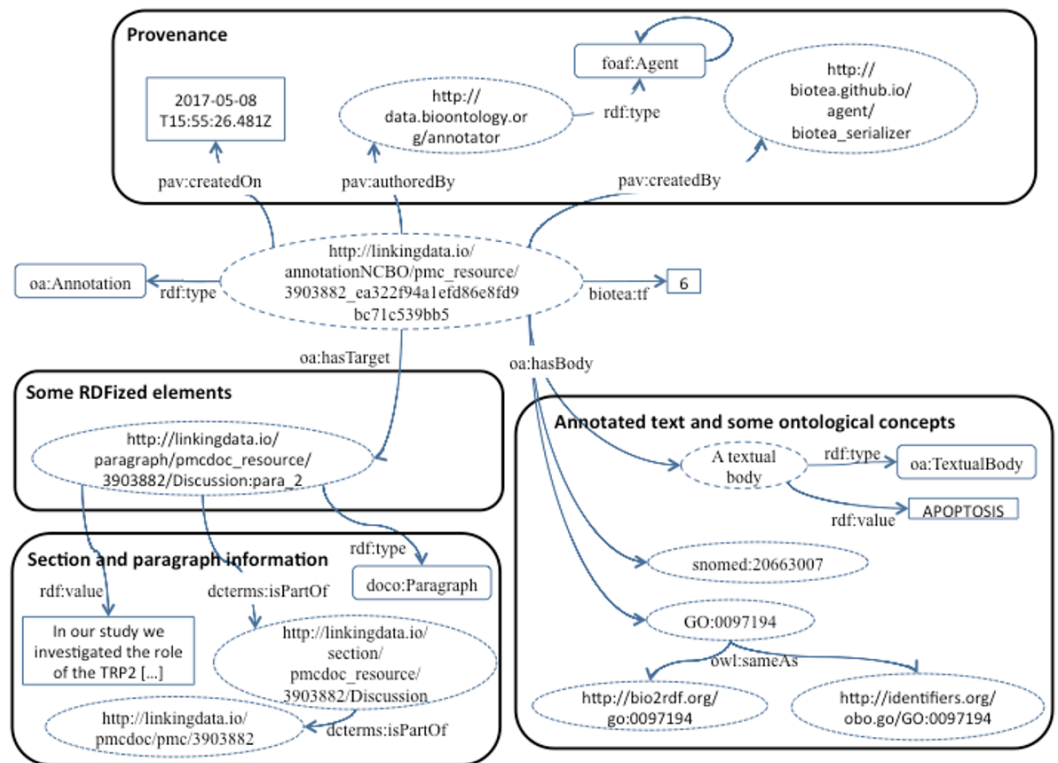 Provenance
2017-05-08
T15:55:26.481Z
http://
data.bioontology.or
g/annotator
foaf:Agent
rdf:type
http://
biotea.github.io/
agent/
biotea_serializer
pav:createdOn
pav:authoredBy
pav:createdBy
oa:Annotation
rdf:type
http://linkingdata.io/
annotationNCBO/pmc_resource/
3903882_ea322f94a1efd86e8fd9
bc71c539bb5
biotea:tf
6
oa:hasTarget
oa:hasBody
Some RDFized elements
http://linkingdata.io/
paragraph/pmcdoc_resource/
3903882/Discussion:para_2
Section and paragraph information
rdf:type
doco:Paragraph
rdf:value
dcterms:isPartOf
In our study we
investigated the role
of the TRP2 [...]
http://linkingdata.io/
section/
pmcdoc_resource/
3903882/Discussion
http://linkingdata.io/
pmcdoc/pmc/3903882
dcterms:isPartOf
Annotated text and some ontological concepts
A textual
body
rdf:type
oa:TextualBody
rdf:value
APOPTOSIS
snomed:20663007
GO:0097194
owl:sameAs
http://bio2rdf.org/
go:0097194
http://identifiers.org/
obo.go/GO:0097194